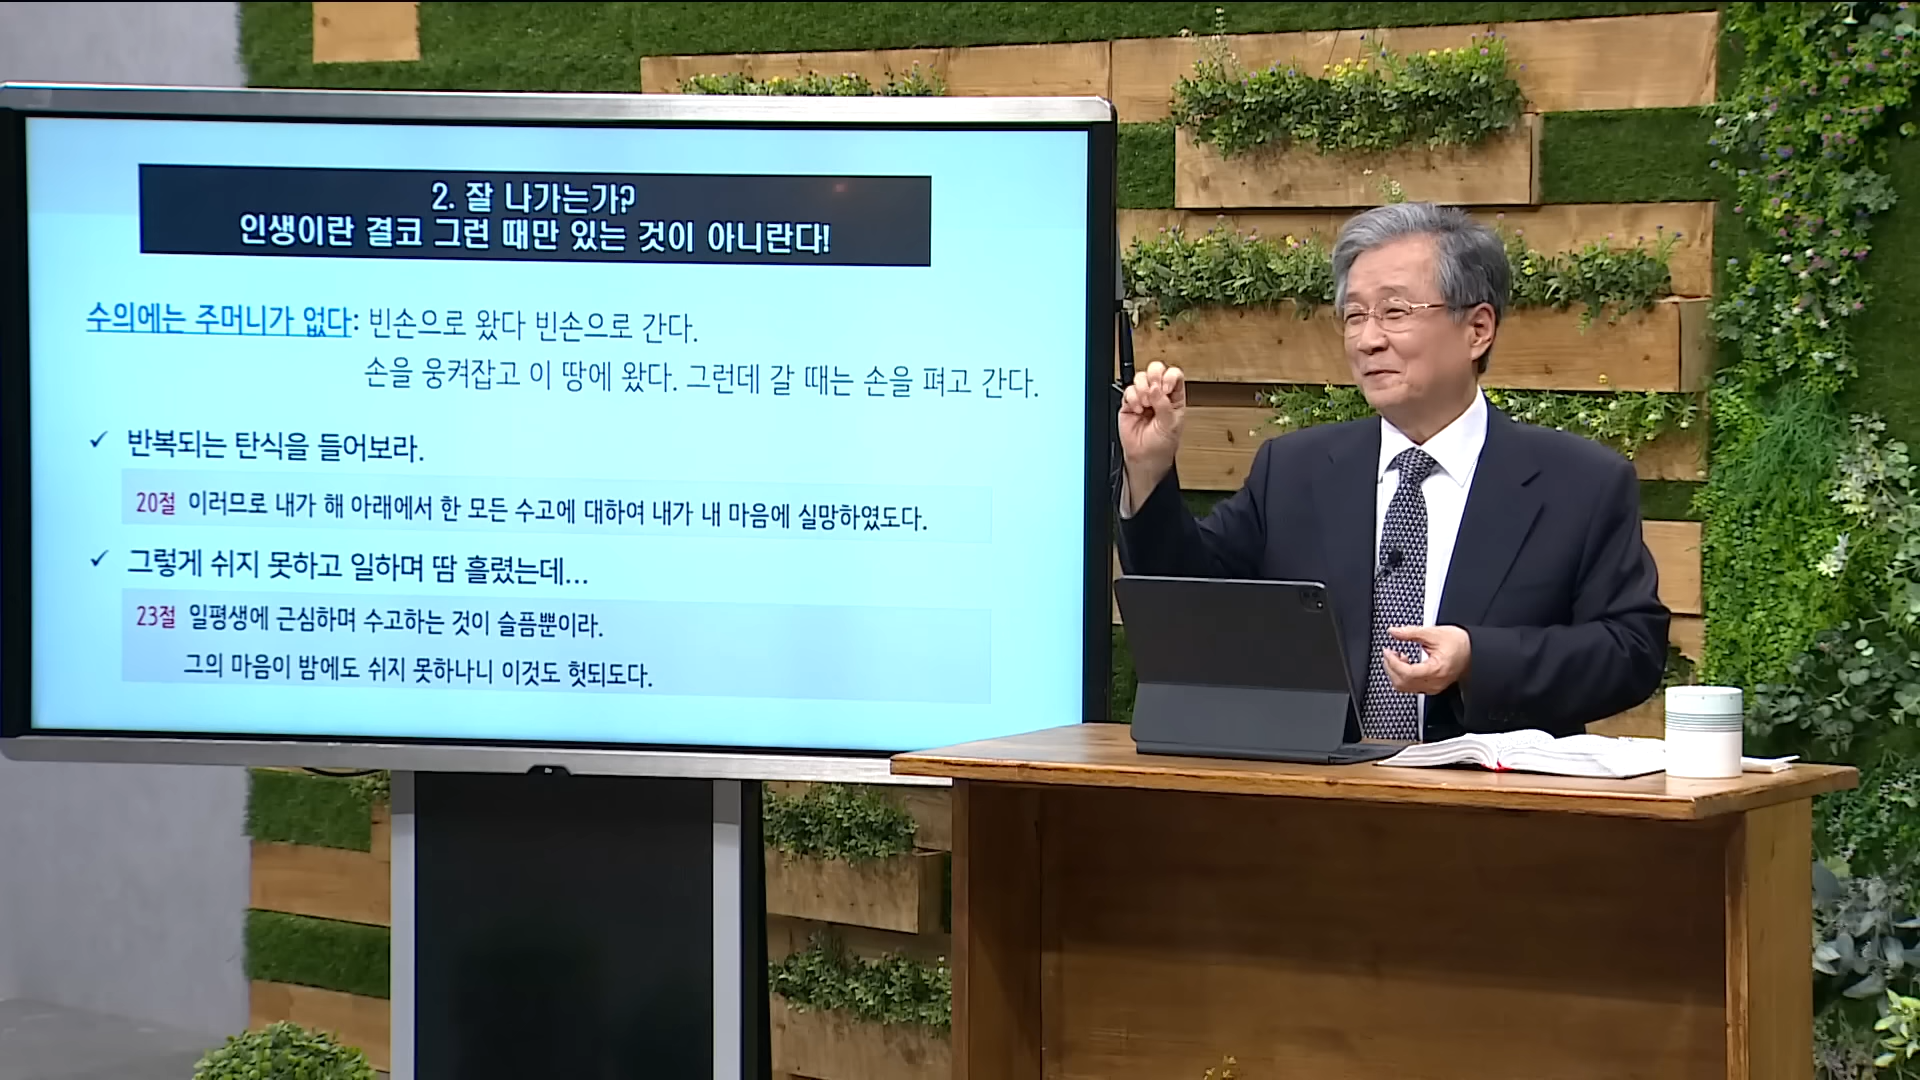 2. 잘 나가는가?
인생이란 결코 그런 때만 있는 것이 아니란다!
수의에는 주머니가 없다: 빈손으로 왔다 빈손으로 간다.
손을 웅켜잡고 이 땅에 왔다. 그런데 갈 때는 손을 펴고 간다.
✓ 반복되는 탄식을 들어보라.
20절 이러므로 내가 해 아래에서 한 모든 수고에 대하여 내가 내 마음에 실망하였도다.
✓ 그렇게 쉬지 못하고 일하며 땀 흘렸는데...
23절 일평생에 근심하며 수고하는 것이 슬픔뿐이라.
그의 마음이 밤에도 쉬지 못하나니 이것도 헛되도다.